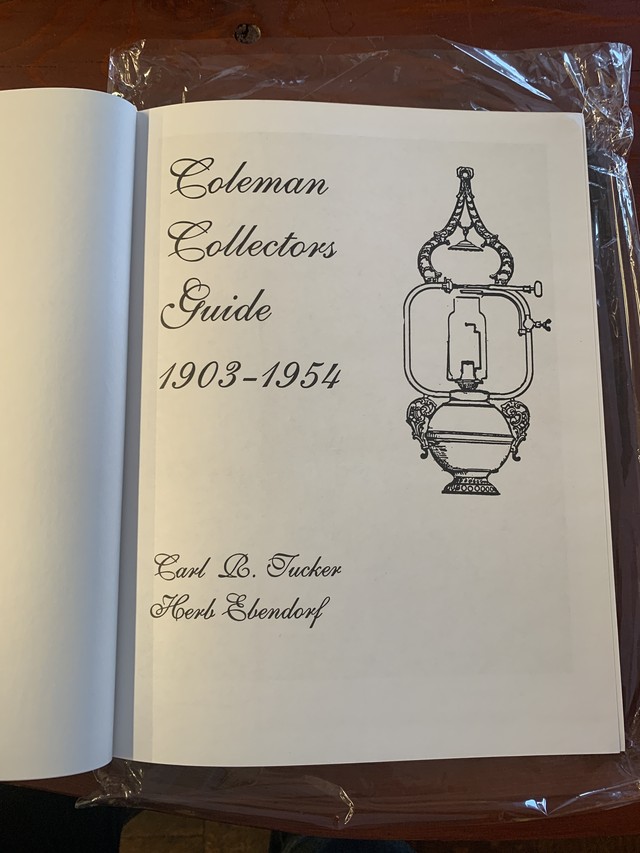 Coleman
Collectors
Guide
1903-1954
Carl R. Tucker
Herb Ebendorf